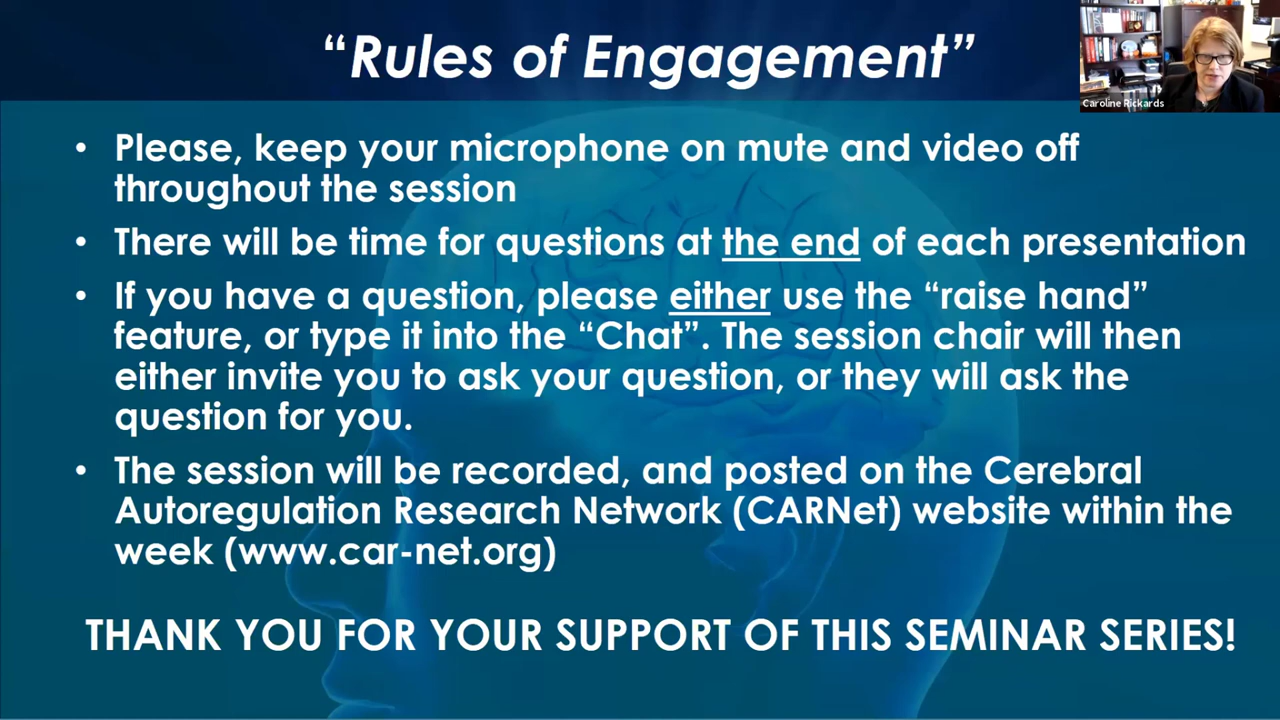 “Rules of Engagement”
Caroline Rickards
• Please, keep your microphone on mute and video off
throughout the session
• There will be time for questions at the end of each presentation
• If you have a question, please either use the “raise hand”
feature, or type it into the “Chat”. The session chair will then
either invite you to ask your question, or they will ask the
question for you.
• The session will be recorded, and posted on the Cerebral
Autoregulation Research Network (CARNet) website within the
week (www.car-net.org)
THANK YOU FOR YOUR SUPPORT OF THIS SEMINAR SERIES!